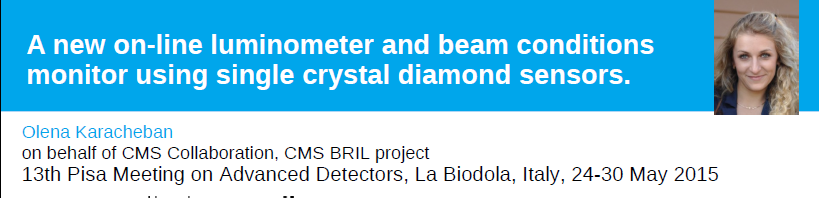 A new on-line luminometer and beam conditions
monitor using single crystal diamond sensors.
Olena Karacheban
on behalf of CMS Collaboration, CMS BRIL project
13th Pisa Meeting on Advanced Detectors, La Biodola, Italy, 24-30 May 2015